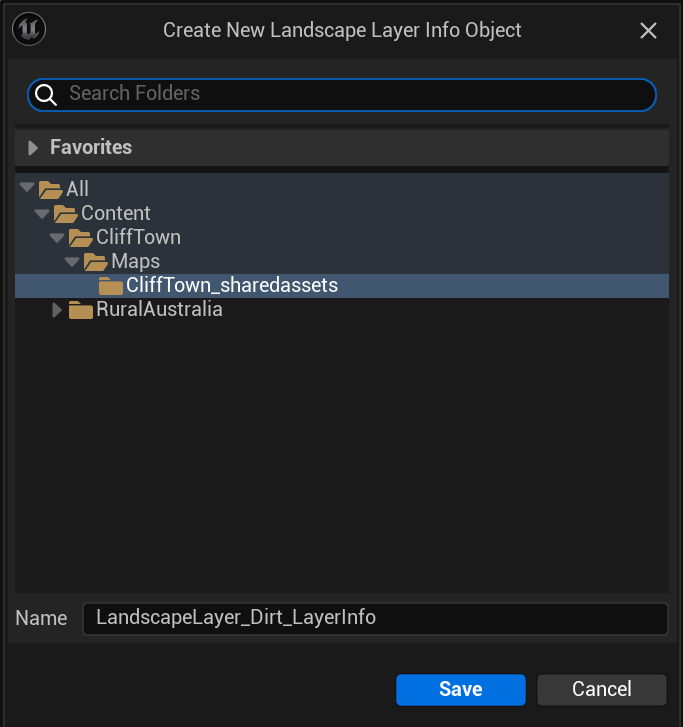 Create New Landscape Layer Info Object
Search Folders
Favorites
All
Content
CliffTown
Maps
CliffTown_sharedassets
RuralAustralia
Name LandscapeLayer_Dirt_LayerInfo
Save Cancel